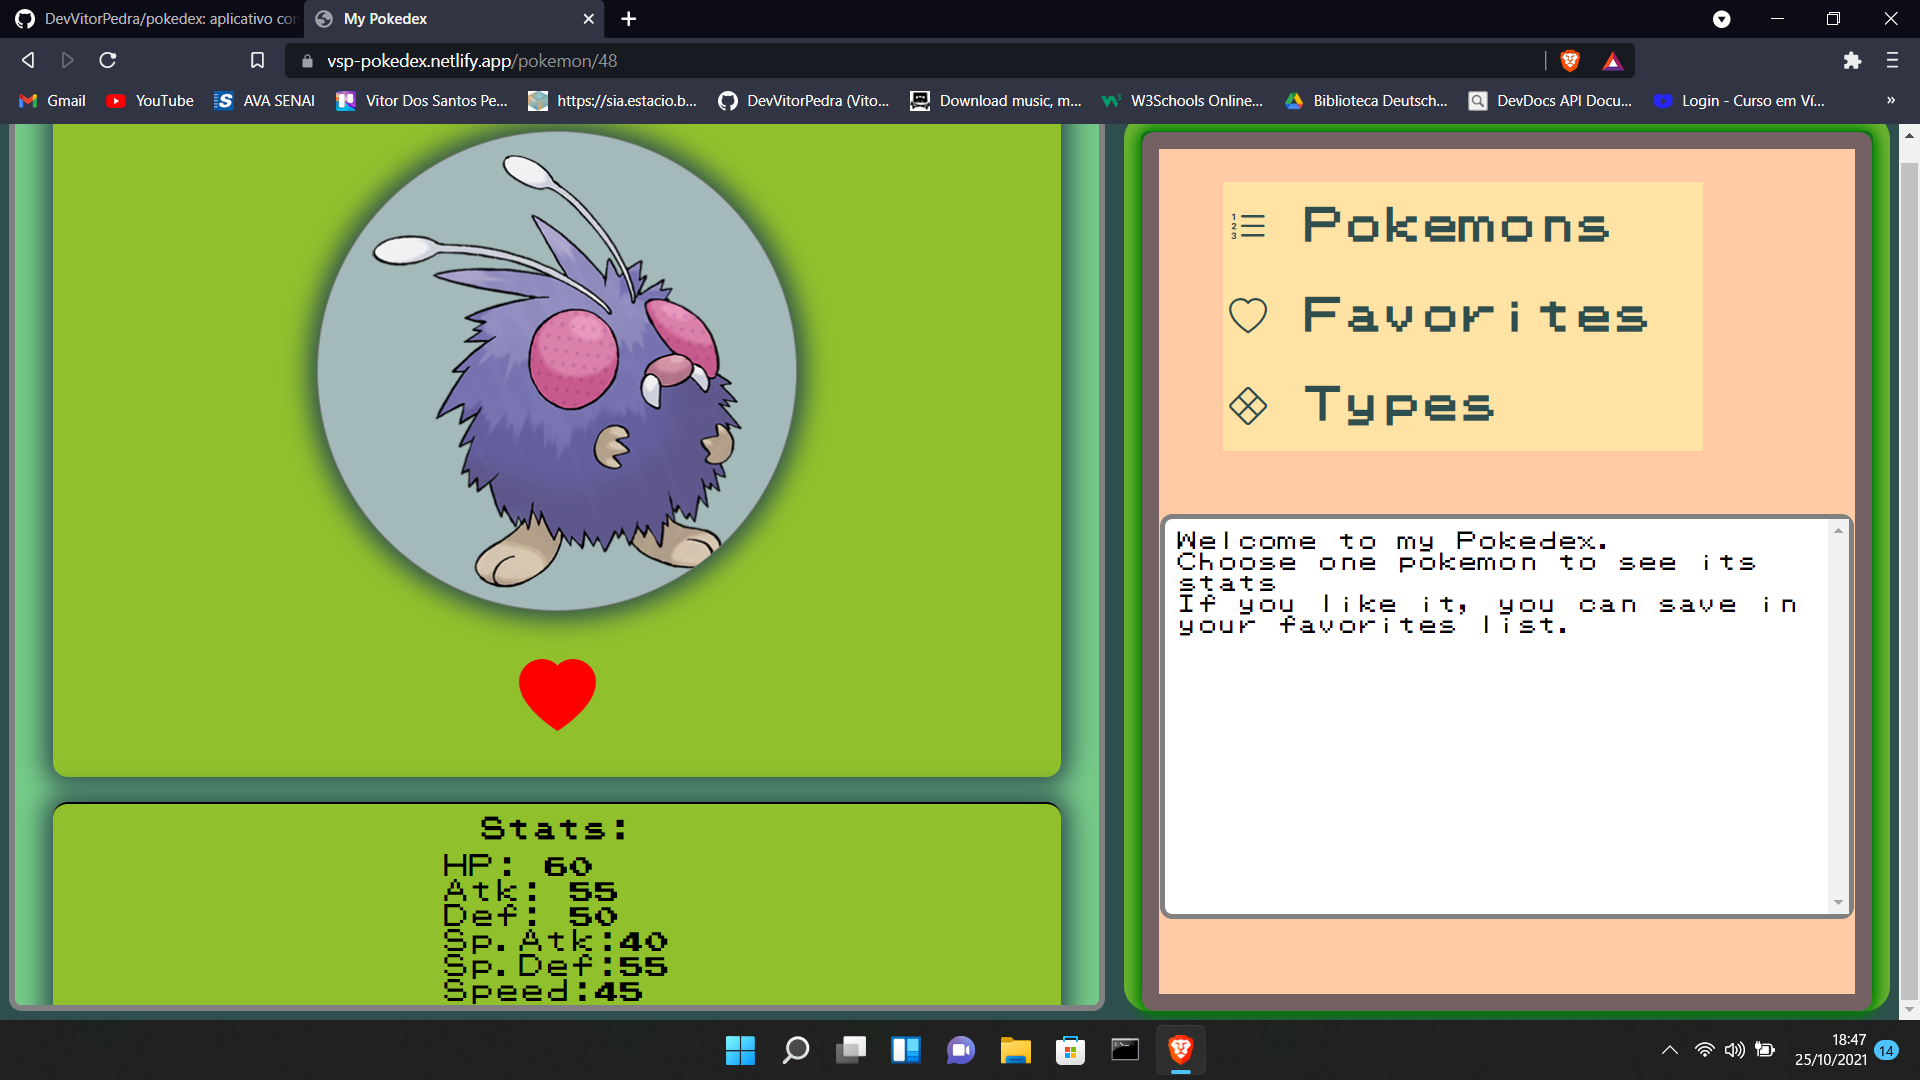 DevVitorPedra/pokedex: aplicativo con
My Pokedex
vsp-pokedex.netlify.app/pokemon/48
Gmail
YouTube
AVA SENAI
Vitor Dos Santos Pe...
https://sia.estacio.b...
DevVitorPedra (Vito...
Download music, m...
W3Schools Online...
Biblioteca Deutsch...
DevDocs API Docu...
Login - Curso em Ví...
»
Stats:
HP: 60
Atk: 55
Def: 50
Sp.Atk:40
Sp.Def:55
Speed:45
Pokemons
Favorites
Types
Welcome to my Pokedex.
Choose one pokemon to see its
stats
If you like it, you can save in
your favorites list.
18:47
25/10/2021
14